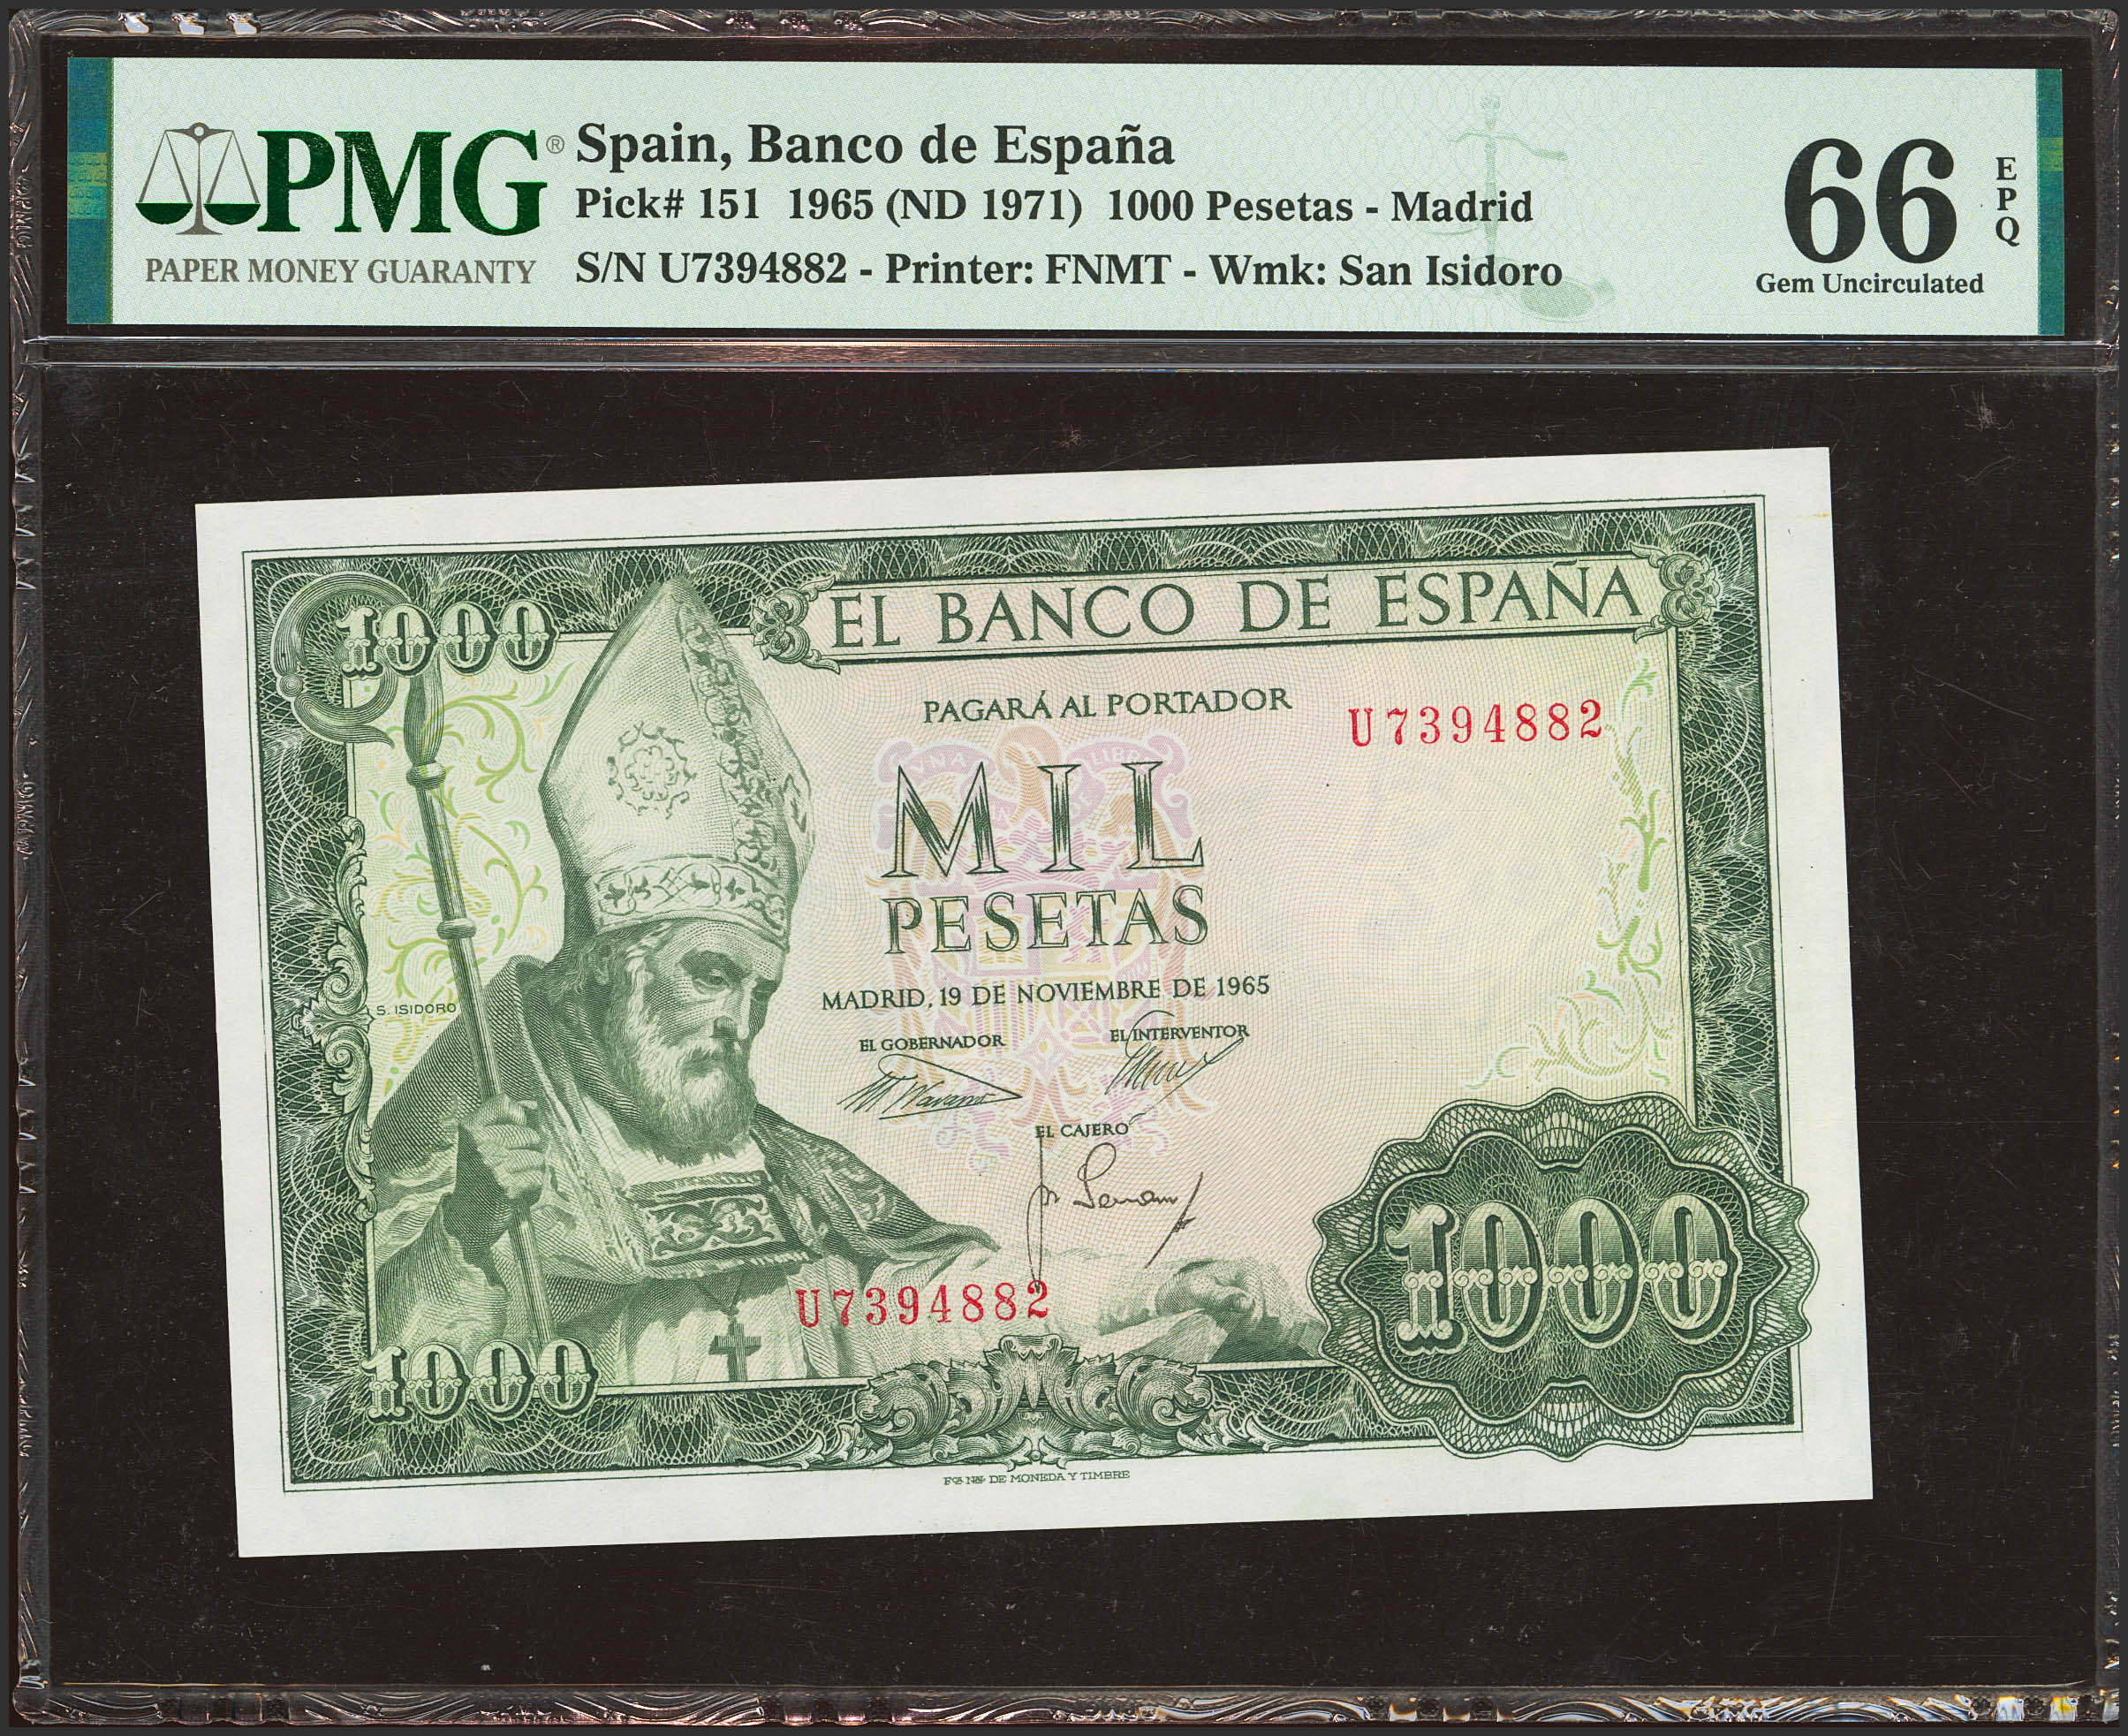 PMG®
PAPER MONEY GUARANTY
Spain, Banco de España
Pick# 151 1965 (ND 1971) 1000 Pesetas - Madrid
S/N U7394882 - Printer: FNMT - Wmk: San Isidoro
66
EPQ
Gem Uncirculated
1000
EL BANCO DE ESPAÑA
PAGARÁ AL PORTADOR
U7394882
MIL
PESETAS
MADRID, 19 DE NOVIEMBRE DE 1965
S. ISIDORO
EL GOBERNADOR
EL INTERVENTOR
EL CAJERO
U7394882
1000
1000
Fca Nal DE MONEDA Y TIMBRE